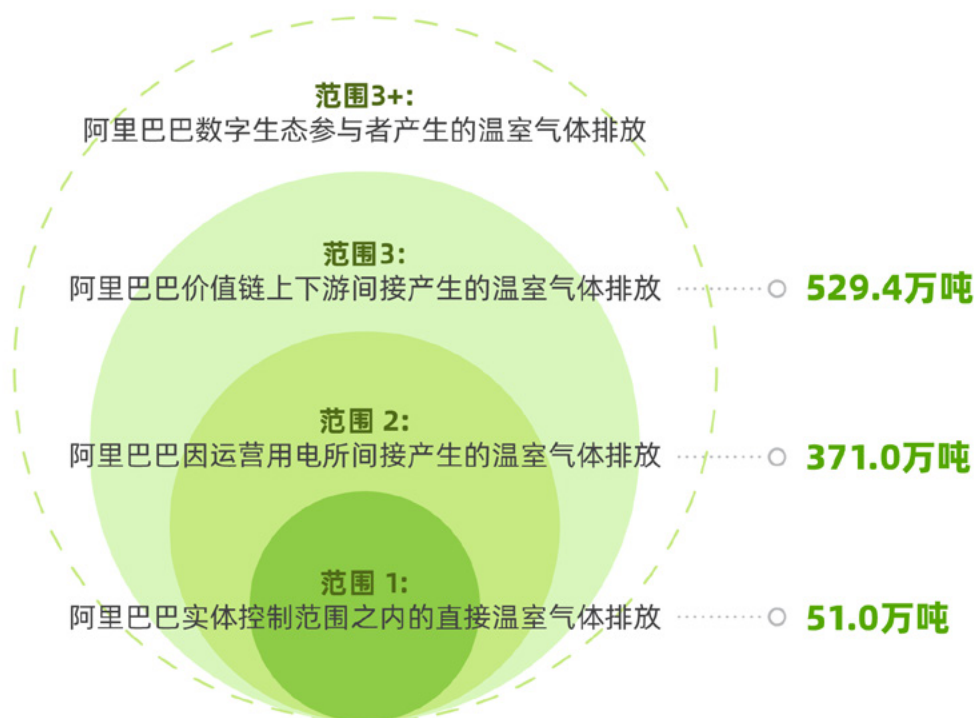 范围3+:
阿里巴巴数字生态参与者产生的温室气体排放
范围3:
阿里巴巴价值链上下游间接产生的温室气体排放 529.4万吨
范围 2:
阿里巴巴因运营用电所间接产生的温室气体排放 371.0万吨
范围 1:
阿里巴巴实体控制范围之内的直接温室气体排放 51.0万吨